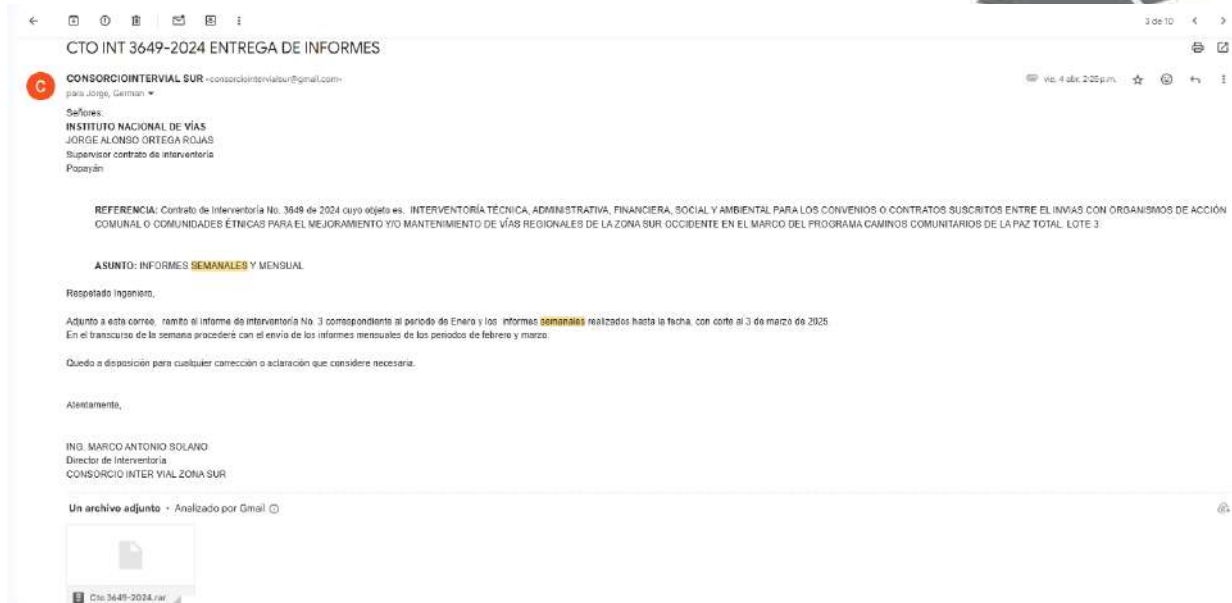 3 de 10
CTO INT 3649-2024 ENTREGA DE INFORMES
C
CONSORCIOINTERVIAL SUR <consorciointervialsur@gmail.com>
vie, 4 abr, 2:25 p.m.
para Jorge, German
Señores:
INSTITUTO NACIONAL DE VÍAS
JORGE ALONSO ORTEGA ROJAS
Supervisor contrato de interventoría
Popayán
REFERENCIA: Contrato de Interventoría No. 3649 de 2024 cuyo objeto es. INTERVENTORÍA TÉCNICA, ADMINISTRATIVA, FINANCIERA, SOCIAL Y AMBIENTAL PARA LOS CONVENIOS O CONTRATOS SUSCRITOS ENTRE EL INVIAS CON ORGANISMOS DE ACCIÓN
COMUNAL O COMUNIDADES ÉTNICAS PARA EL MEJORAMIENTO Y/O MANTENIMIENTO DE VÍAS REGIONALES DE LA ZONA SUR OCCIDENTE EN EL MARCO DEL PROGRAMA CAMINOS COMUNITARIOS DE LA PAZ TOTAL. LOTE 3
ASUNTO: INFORMES SEMANALES Y MENSUAL
Respetado Ingeniero,
Adjunto a este correo, remito el informe de interventoría No. 3 correspondiente al periodo de Enero y los informes semanales realizados hasta la fecha, con corte al 3 de marzo de 2025
En el transcurso de la semana procederé con el envío de los informes mensuales de los periodos de febrero y marzo.
Quedo a disposición para cualquier corrección o aclaración que considere necesaria.
Atentamente,
ING. MARCO ANTONIO SOLANO
Director de Interventoría
CONSORCIO INTER VIAL ZONA SUR
Un archivo adjunto • Analizado por Gmail
Cto 3649-2024.rar